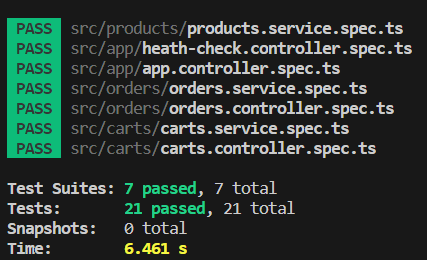 PASS src/products/products.service.spec.ts
PASS src/app/heath-check.controller.spec.ts
PASS src/app/app.controller.spec.ts
PASS src/orders/orders.service.spec.ts
PASS src/orders/orders.controller.spec.ts
PASS src/carts/carts.service.spec.ts
PASS src/carts/carts.controller.spec.ts
Test Suites: 7 passed, 7 total
Tests: 21 passed, 21 total
Snapshots: 0 total
Time: 6.461 s